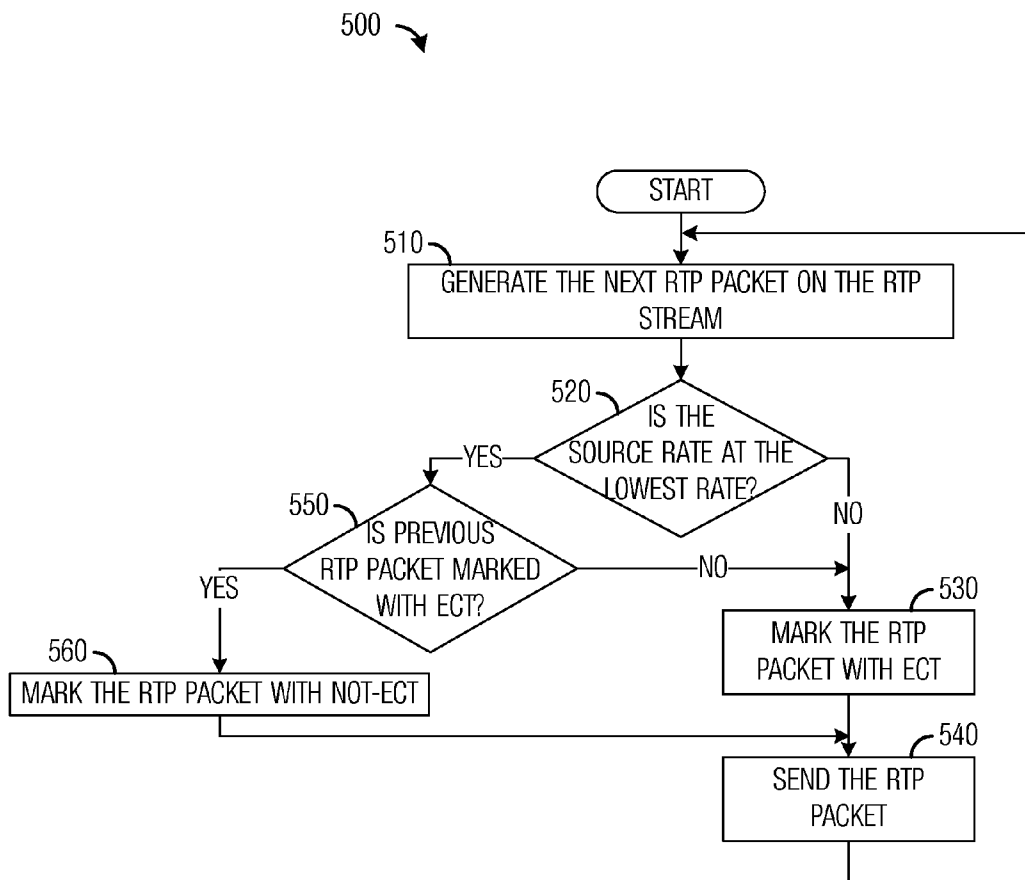 500
START
510
GENERATE THE NEXT RTP PACKET ON THE RTP
STREAM
520
IS THE
SOURCE RATE AT THE
LOWEST RATE?
YES
NO
550
IS PREVIOUS
RTP PACKET MARKED
WITH ECT?
YES
NO
530
MARK THE RTP
PACKET WITH ECT
560
MARK THE RTP PACKET WITH NOT-ECT
540
SEND THE RTP
PACKET